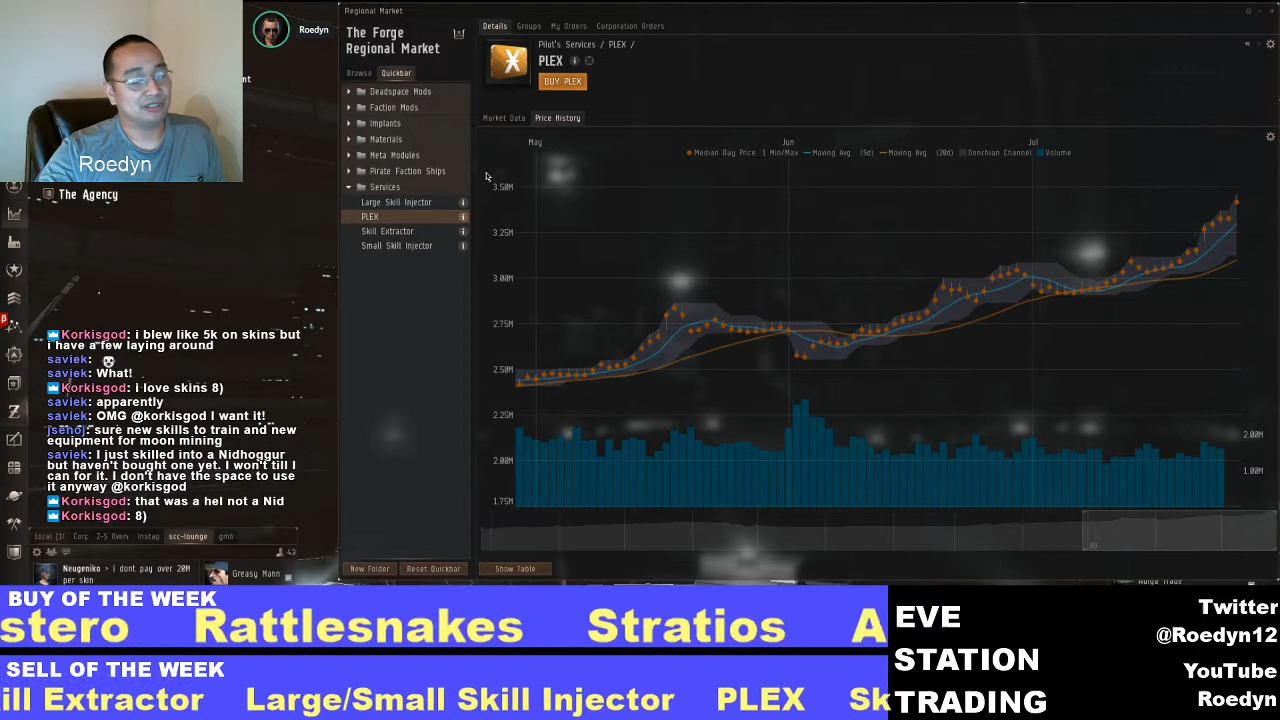 Roedyn
nt
Roedyn
The Agency
β
Korkisgod: i blew like 5k on skins but
i have a few laying around
saviek:
saviek: What!
Korkisgod: i love skins 8)
saviek: apparently
saviek: OMG @korkisgod I want it!
jsenoj: sure new skills to train and new
equipment for moon mining
saviek: I just skilled into a Nidhoggur
but haven't bought one yet. I won't till I
can for it. I don't have the space to use
it anyway @korkisgod
Korkisgod: that was a hel not a Nid
Korkisgod: 8)
Local [1 Corp Z-S Over Instap scc-lounge gmb
43
Neugeniko > i dont pay over 20M
per skin
Greasy Mann
Regional Market
The Forge
Regional Market
Browse Quickbar
Deadspace Mods
Faction Mods
Implants
Materials
Meta Modules
Pirate Faction Ships
Services
Large Skill Injector
PLEX
Skill Extractor
Small Skill Injector
New Folder Reset Quickbar
Details Groups My Orders Corporation Orders
Pilot's Services / PLEX /
PLEX
BUY PLEX
Market Data Price History
May Jun Jul
Median Day Price Min/Max Moving Avg. (5d) Moving Avg. (20d) Donchian Channel Volume
3.50M
3.25M
3.00M
2.75M
2.50M
2.25M
2.00M
2.00M
1.00M
1.75M
Show Table
BUY OF THE WEEK
stero Rattlesnakes Stratios A
SELL OF THE WEEK
ill Extractor Large/Small Skill Injector PLEX Sk
EVE
STATION
TRADING
Twitter
@Roedyn12
YouTube
Roedyn